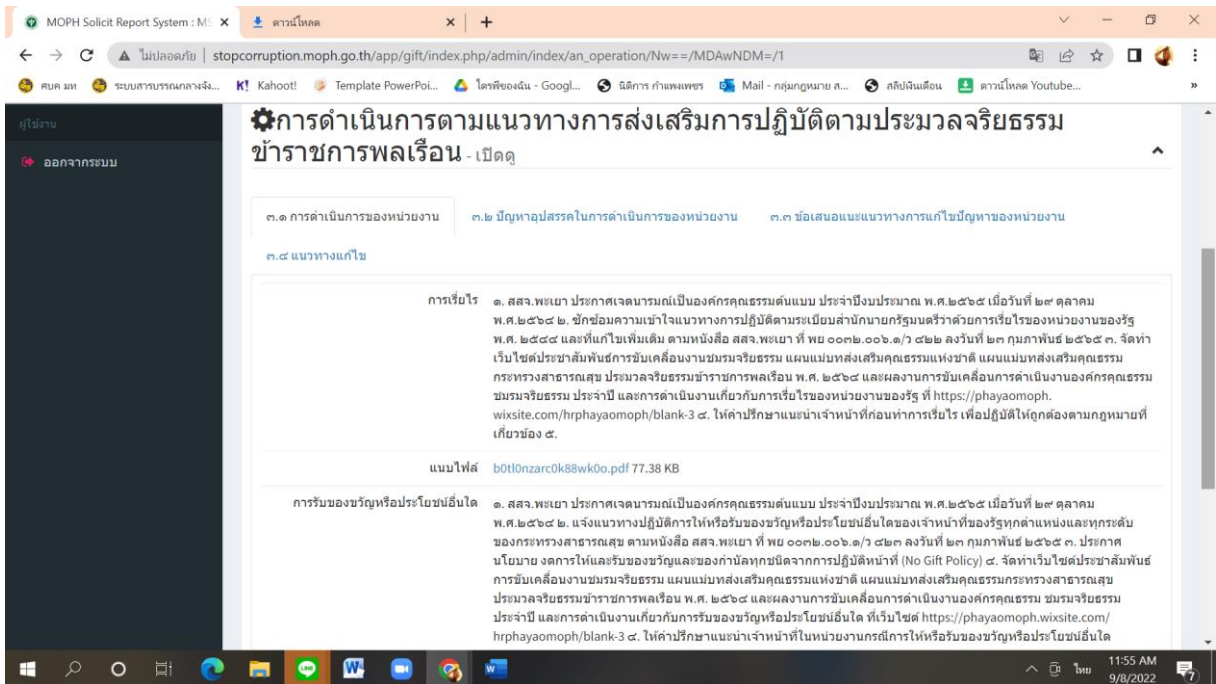 MOPH Solicit Report System : MS
ดาวน์โหลด
ไม่ปลอดภัย | stopcorruption.moph.go.th/app/gift/index.php/admin/index/an_operation/Nw==/MDAwNDM=/1
ศบค มท
ระบบสารบรรณกลางจัง...
Kahoot!
Template PowerPoi...
ไดรฟ์ของฉัน - Googl...
นิติการ กำแพงเพชร
Mail - กลุ่มกฎหมาย ส...
สลิปเงินเดือน
ดาวน์โหลด Youtube...
»
ผู้ใช้งาน
ออกจากระบบ
การดำเนินการตามแนวทางการส่งเสริมการปฏิบัติตามประมวลจริยธรรม
ข้าราชการพลเรือน - เปิดดู
๓.๑ การดำเนินการของหน่วยงาน
๓.๒ ปัญหาอุปสรรคในการดำเนินการของหน่วยงาน
๓.๓ ข้อเสนอแนะแนวทางการแก้ไขปัญหาของหน่วยงาน
๓.๔ แนวทางแก้ไข
การเรี่ยไร
๑. สสจ.พะเยา ประกาศเจตนารมณ์เป็นองค์กรคุณธรรมต้นแบบ ประจำปีงบประมาณ พ.ศ.๒๕๖๕ เมื่อวันที่ ๒๙ ตุลาคม
พ.ศ.๒๕๖๔ ๒. ซักซ้อมความเข้าใจแนวทางการปฏิบัติตามระเบียบสำนักนายกรัฐมนตรีว่าด้วยการเรี่ยไรของหน่วยงานของรัฐ
พ.ศ. ๒๕๔๔ และที่แก้ไขเพิ่มเติม ตามหนังสือ สสจ.พะเยา ที่ พย ๐๐๓๒.๐๐๖.๑/ว ๔๒๒ ลงวันที่ ๒๓ กุมภาพันธ์ ๒๕๖๕ ๓. จัดทำ
เว็บไซต์ประชาสัมพันธ์การขับเคลื่อนงานชมรมจริยธรรม แผนแม่บทส่งเสริมคุณธรรมแห่งชาติ แผนแม่บทส่งเสริมคุณธรรม
กระทรวงสาธารณสุข ประมวลจริยธรรมข้าราชการพลเรือน พ.ศ. ๒๕๖๔ และผลงานการขับเคลื่อนการดำเนินงานองค์กรคุณธรรม
ชมรมจริยธรรม ประจำปี และการดำเนินงานเกี่ยวกับการเรี่ยไรของหน่วยงานของรัฐ ที่ https://phayaomoph.
wixsite.com/hrphayaomoph/blank-3 ๔. ให้คำปรึกษาแนะนำเจ้าหน้าที่ก่อนทำการเรี่ยไร เพื่อปฏิบัติให้ถูกต้องตามกฎหมายที่
เกี่ยวข้อง ๕.
แนบไฟล์
b0tl0nzarc0k88wk0o.pdf 77.38 KB
การรับของขวัญหรือประโยชน์อื่นใด
๑. สสจ.พะเยา ประกาศเจตนารมณ์เป็นองค์กรคุณธรรมต้นแบบ ประจำปีงบประมาณ พ.ศ.๒๕๖๕ เมื่อวันที่ ๒๙ ตุลาคม
พ.ศ.๒๕๖๔ ๒. แจ้งแนวทางปฏิบัติการให้หรือรับของขวัญหรือประโยชน์อื่นใดของเจ้าหน้าที่ของรัฐทุกตำแหน่งและทุกระดับ
ของกระทรวงสาธารณสุข ตามหนังสือ สสจ.พะเยา ที่ พย ๐๐๓๒.๐๐๖.๑/ว ๔๒๓ ลงวันที่ ๒๓ กุมภาพันธ์ ๒๕๖๕ ๓. ประกาศ
นโยบาย งดการให้และรับของขวัญและของกำนัลทุกชนิดจากการปฏิบัติหน้าที่ (No Gift Policy) ๔. จัดทำเว็บไซต์ประชาสัมพันธ์
การขับเคลื่อนงานชมรมจริยธรรม แผนแม่บทส่งเสริมคุณธรรมแห่งชาติ แผนแม่บทส่งเสริมคุณธรรมกระทรวงสาธารณสุข
ประมวลจริยธรรมข้าราชการพลเรือน พ.ศ. ๒๕๖๔ และผลงานการขับเคลื่อนการดำเนินงานองค์กรคุณธรรม ชมรมจริยธรรม
ประจำปี และการดำเนินงานเกี่ยวกับการรับของขวัญหรือประโยชน์อื่นใด ที่เว็บไซต์ https://phayaomoph.wixsite.com/
hrphayaomoph/blank-3 ๔. ให้คำปรึกษาแนะนำเจ้าหน้าที่ในหน่วยงานกรณีการให้หรือรับของขวัญหรือประโยชน์อื่นใด
ไทย
11:55 AM
9/8/2022